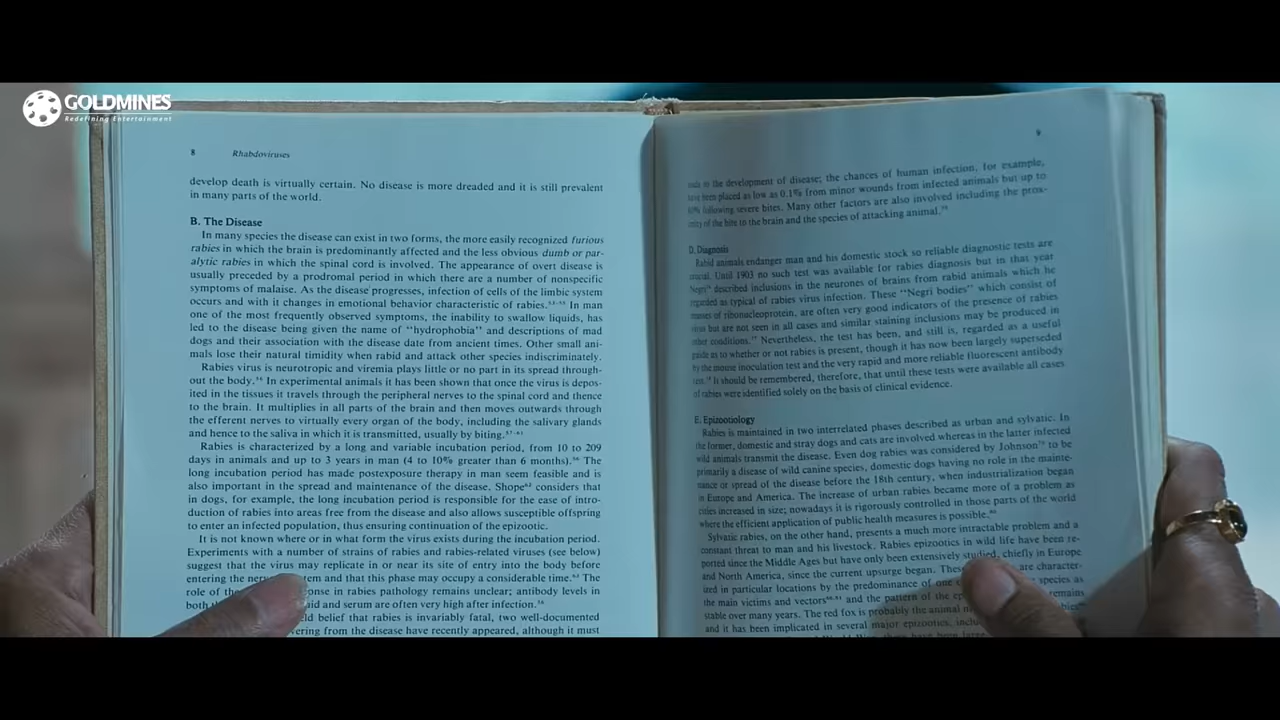 GOLDMINES
Redefining Entertainment
8 Rhabdoviruses
develop death is virtually certain. No disease is more dreaded and it is still prevalent
in many parts of the world.
B. The Disease
In many species the disease can exist in two forms, the more easily recognized furious
rabies in which the brain is predominantly affected and the less obvious dumb or par-
alytic rabies in which the spinal cord is involved. The appearance of overt disease is
usually preceded by a prodromal period in which there are a number of nonspecific
symptoms of malaise. As the disease progresses, infection of cells of the limbic system
occurs and with it changes in emotional behavior characteristic of rabies. In man
one of the most frequently observed symptoms, the inability to swallow liquids, has
led to the disease being given the name of "hydrophobia" and descriptions of mad
dogs and their association with the disease date from ancient times. Other small ani-
mals lose their natural timidity when rabid and attack other species indiscriminately.
Rabies virus is neurotropic and viremia plays little or no part in its spread through-
out the body. In experimental animals it has been shown that once the virus is depos-
ited in the tissues it travels through the peripheral nerves to the spinal cord and thence
to the brain. It multiplies in all parts of the brain and then moves outwards through
the efferent nerves to virtually every organ of the body, including the salivary glands
and hence to the saliva in which it is transmitted, usually by biting.
Rabies is characterized by a long and variable incubation period, from 10 to 209
days in animals and up to 3 years in man (4 to 10% greater than 6 months). The
long incubation period has made postexposure therapy in man seem feasible and is
also important in the spread and maintenance of the disease. Shope considers that
in dogs, for example, the long incubation period is responsible for the ease of intro-
duction of rabies into areas free from the disease and also allows susceptible offspring
to enter an infected population, thus ensuring continuation of the epizootic.
It is not known where or in what form the virus exists during the incubation period.
Experiments with a number of strains of rabies and rabies-related viruses (see below)
suggest that the virus may replicate in or near its site of entry into the body before
entering the tem and that this phase may occupy a considerable time. The
role of the onse in rabies pathology remains unclear; antibody levels in
both uid and serum are often very high after infection.
ld belief that rabies is invariably fatal, two well-documented
vering from the disease have recently appeared, although it must
9
to the development of disease; the chances of human infection, for example,
have been placed as low as 0.1% from minor wounds from infected animals but up to
60% following severe bites. Many other factors are also involved including the prox-
imity of the bite to the brain and the species of attacking animal.
D. Diagnosis
Rabid animals endanger man and his domestic stock so reliable diagnostic tests are
crucial. Until 1903 no such test was available for rabies diagnosis but in that year
Negri described inclusions in the neurones of brains from rabid animals which he
regarded as typical of rabies virus infection. These "Negri bodies" which consist of
masses of ribonucleoprotein, are often very good indicators of the presence of rabies
virus but are not seen in all cases and similar staining inclusions may be produced in
other conditions. Nevertheless, the test has been, and still is, regarded as a useful
guide as to whether or not rabies is present, though it has now been largely superseded
by the mouse inoculation test and the very rapid and more reliable fluorescent antibody
test. It should be remembered, therefore, that until these tests were available all cases
of rabies were identified solely on the basis of clinical evidence.
E. Epizootiology
Rabies is maintained in two interrelated phases described as urban and sylvatic. In
the former, domestic and stray dogs and cats are involved whereas in the latter infected
wild animals transmit the disease. Even dog rabies was considered by Johnson to be
primarily a disease of wild canine species, domestic dogs having no role in the mainte-
nance or spread of the disease before the 18th century, when industrialization began
in Europe and America. The increase of urban rabies became more of a problem as
cities increased in size; nowadays it is rigorously controlled in those parts of the world
where the efficient application of public health measures is possible.
Sylvatic rabies, on the other hand, presents a much more intractable problem and a
constant threat to man and his livestock. Rabies epizootics in wild life have been re-
ported since the Middle Ages but have only been extensively studied, chiefly in Europe
and North America, since the current upsurge began. These are character-
ized in particular locations by the predominance of one species as
the main victims and vectors and the pattern of the remains
stable over many years. The red fox is probably the animal
and it has been implicated in several major epizootics,